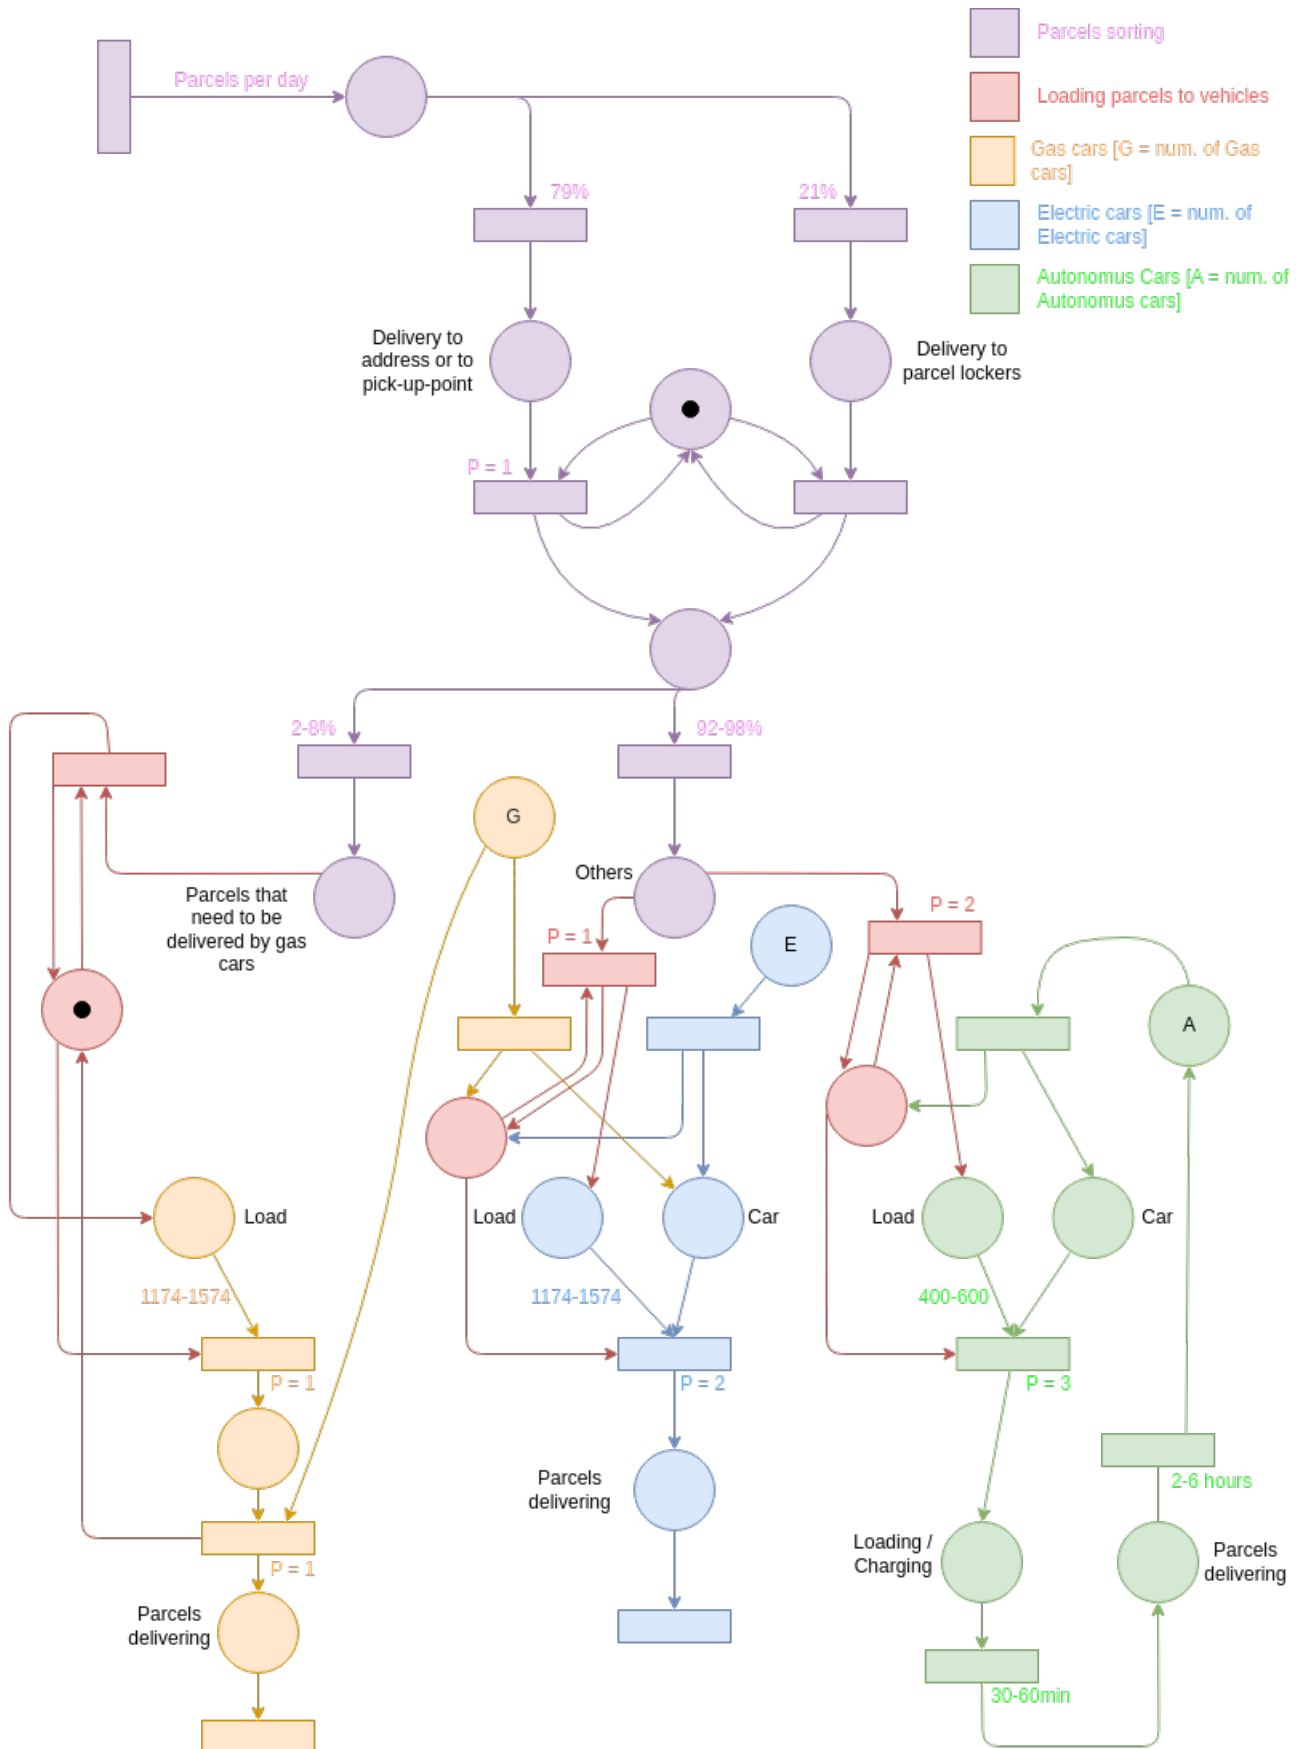 Parcels sorting
Parcels per day
Loading parcels to vehicles
Gas cars [G = num. of Gas
cars]
79%
21%
Electric cars [E = num. of
Electric cars]
Autonomus Cars [A = num. of
Autonomus cars]
Delivery to
address or to
pick-up-point
Delivery to
parcel lockers
P = 1
2-8%
92-98%
G
Others
Parcels that
need to be
delivered by gas
cars
P = 1
P = 2
E
A
Load
Load
Car
Load
Car
1174-1574
1174-1574
400-600
P = 1
P = 2
P = 3
Parcels
delivering
2-6 hours
Loading /
Charging
Parcels
delivering
P = 1
Parcels
delivering
30-60min